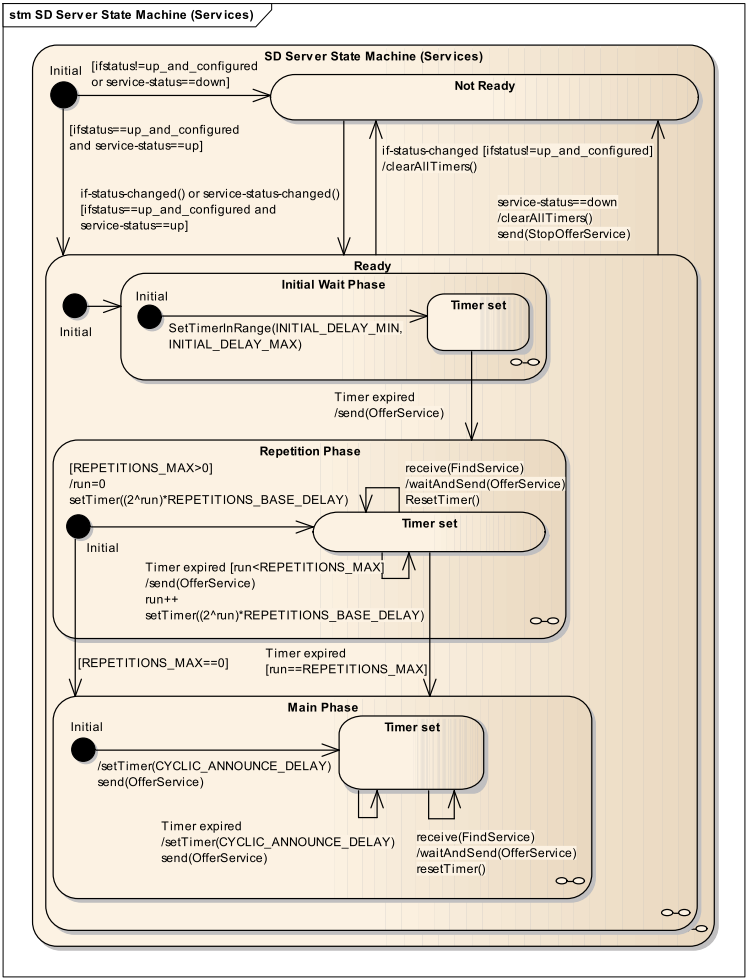 stm SD Server State Machine (Services)
SD Server State Machine (Services)
Initial
[ifstatus!=up_and_configured
or service-status==down]
Not Ready
[ifstatus==up_and_configured
and service-status==up]
if-status-changed [ifstatus!=up_and_configured]
/clearAllTimers()
if-status-changed() or service-status-changed()
[ifstatus==up_and_configured and
service-status==up]
service-status==down
/clearAllTimers()
send(StopOfferService)
Ready
Initial Wait Phase
Initial
Initial
Timer set
SetTimerInRange(INITIAL_DELAY_MIN,
INITIAL_DELAY_MAX)
Timer expired
/send(OfferService)
Repetition Phase
[REPETITIONS_MAX>0]
/run=0
setTimer((2^run)*REPETITIONS_BASE_DELAY)
receive(FindService)
/waitAndSend(OfferService)
ResetTimer()
Timer set
Initial
Timer expired [run<REPETITIONS_MAX]
/send(OfferService)
run++
setTimer((2^run)*REPETITIONS_BASE_DELAY)
[REPETITIONS_MAX==0]
Timer expired
[run==REPETITIONS_MAX]
Main Phase
Initial
Timer set
/setTimer(CYCLIC_ANNOUNCE_DELAY)
send(OfferService)
Timer expired
/setTimer(CYCLIC_ANNOUNCE_DELAY)
send(OfferService)
receive(FindService)
/waitAndSend(OfferService)
resetTimer()